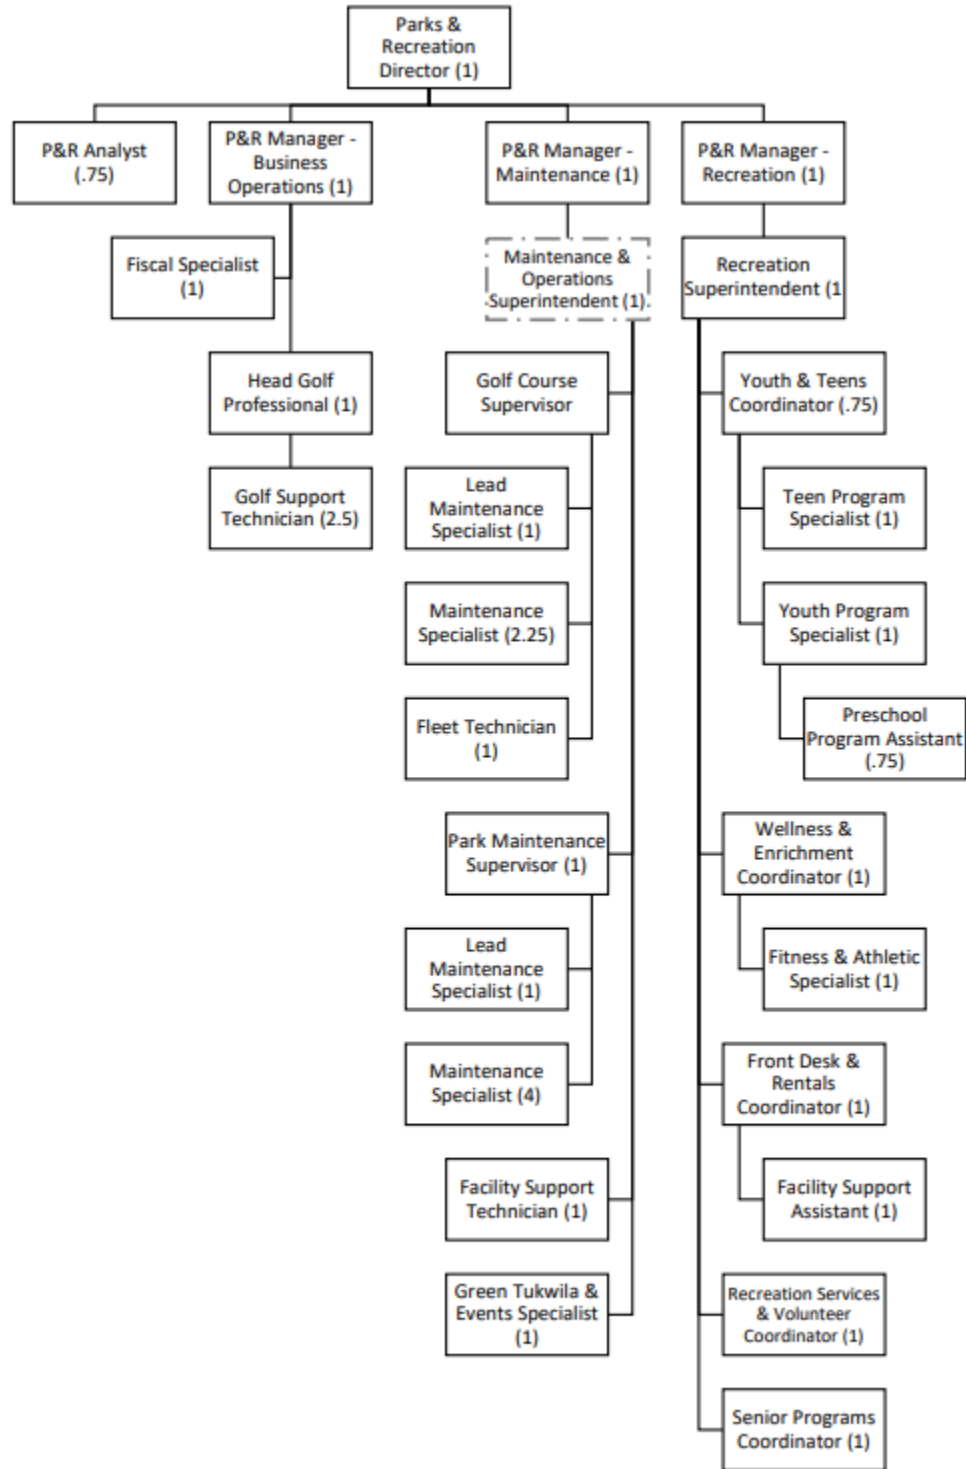 Parks &
Recreation
Director (1)
P&R Analyst
(.75)
P&R Manager -
Business
Operations (1)
P&R Manager -
Maintenance (1)
P&R Manager -
Recreation (1)
Fiscal Specialist
(1)
Maintenance &
Operations
Superintendent (1)
Recreation
Superintendent (1
Head Golf
Professional (1)
Golf Course
Supervisor
Youth & Teens
Coordinator (.75)
Golf Support
Technician (2.5)
Lead
Maintenance
Specialist (1)
Teen Program
Specialist (1)
Maintenance
Specialist (2.25)
Youth Program
Specialist (1)
Fleet Technician
(1)
Preschool
Program Assistant
(.75)
Park Maintenance
Supervisor (1)
Wellness &
Enrichment
Coordinator (1)
Lead
Maintenance
Specialist (1)
Fitness & Athletic
Specialist (1)
Maintenance
Specialist (4)
Front Desk &
Rentals
Coordinator (1)
Facility Support
Technician (1)
Facility Support
Assistant (1)
Green Tukwila &
Events Specialist
(1)
Recreation Services
& Volunteer
Coordinator (1)
Senior Programs
Coordinator (1)